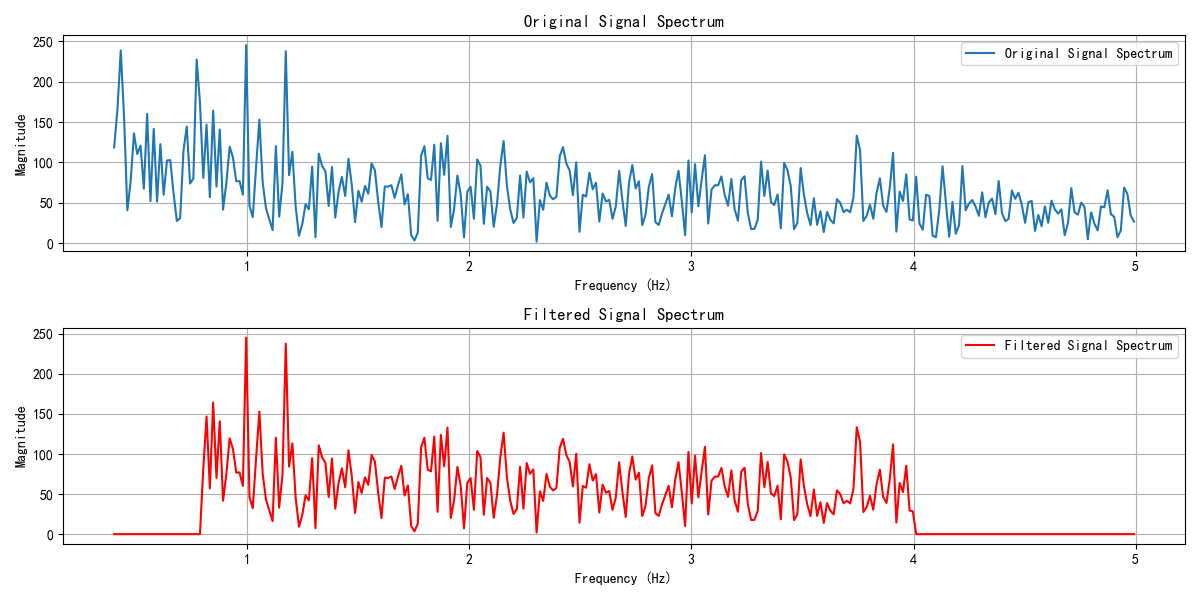 Original Signal Spectrum
250
200
150
100
50
0
Magnitude
Original Signal Spectrum
1
2
3
4
5
Frequency (Hz)
Filtered Signal Spectrum
250
200
150
100
50
0
Magnitude
Filtered Signal Spectrum
1
2
3
4
5
Frequency (Hz)